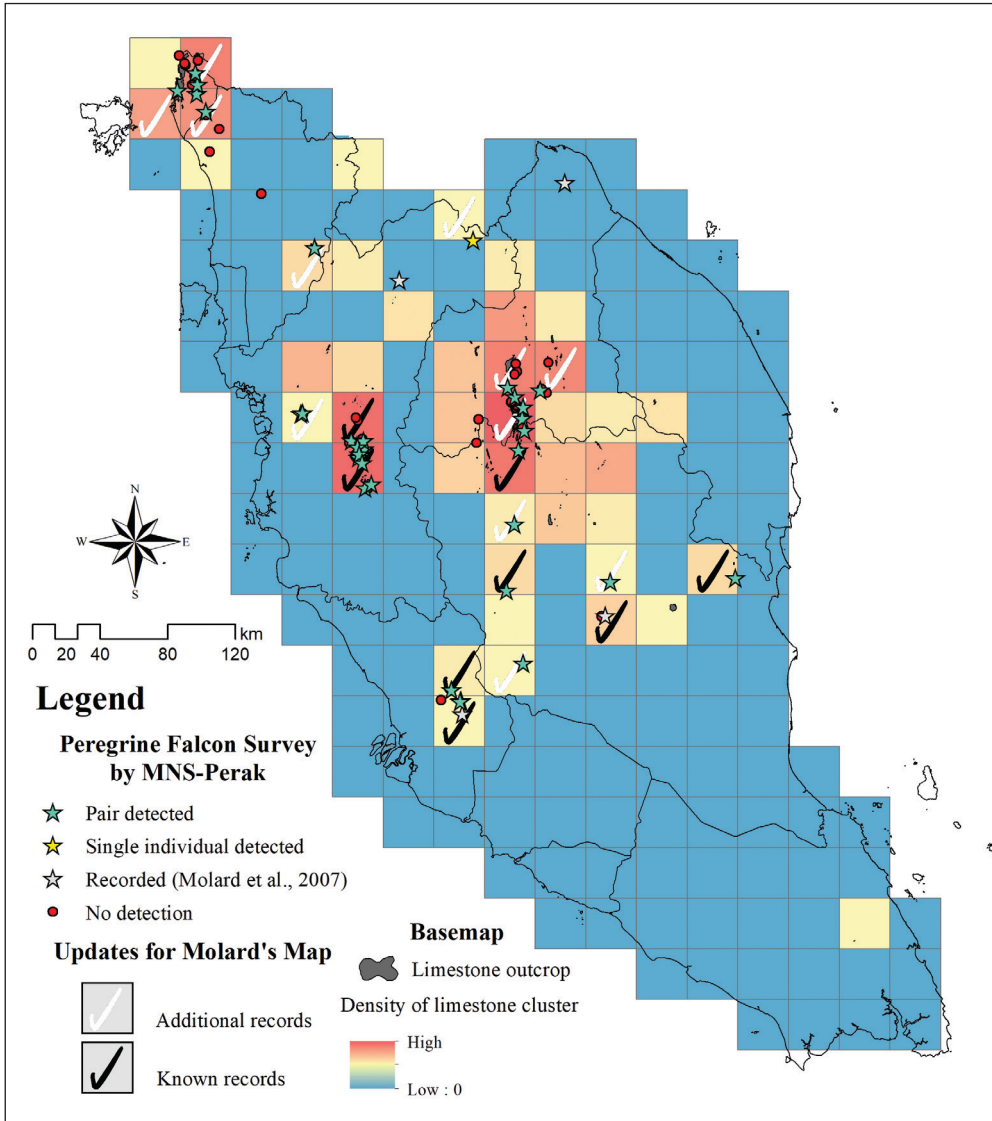 N
W E
S
km
0 20 40 80 120
Legend
Peregrine Falcon Survey
by MNS-Perak
Pair detected
Single individual detected
Recorded (Molard et al., 2007)
No detection
Updates for Molard's Map
Additional records
Known records
Basemap
Limestone outcrop
Density of limestone cluster
High
Low : 0